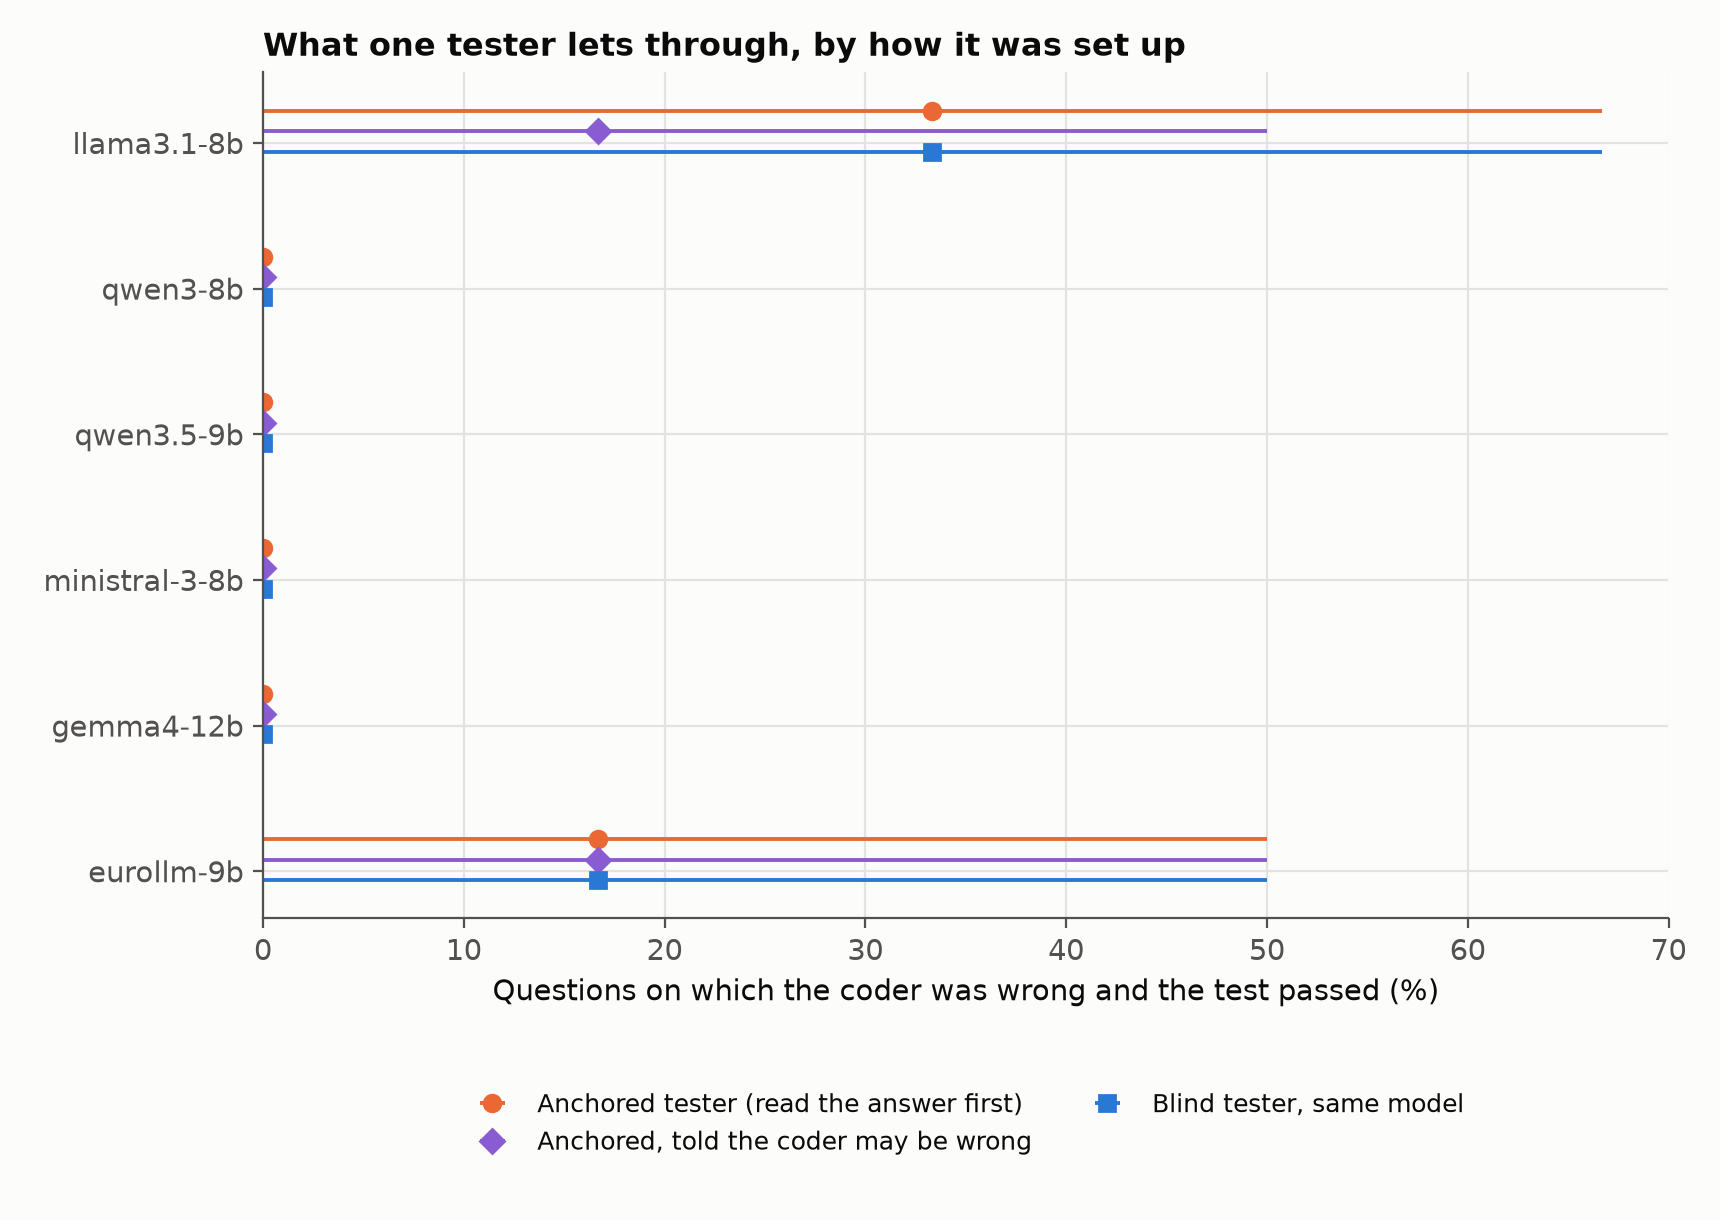 What one tester lets through, by how it was set up
llama3.1-8b
qwen3-8b
qwen3.5-9b
ministral-3-8b
gemma4-12b
eurollm-9b
0 10 20 30 40 50 60 70
Questions on which the coder was wrong and the test passed (%)
Anchored tester (read the answer first) Blind tester, same model
Anchored, told the coder may be wrong